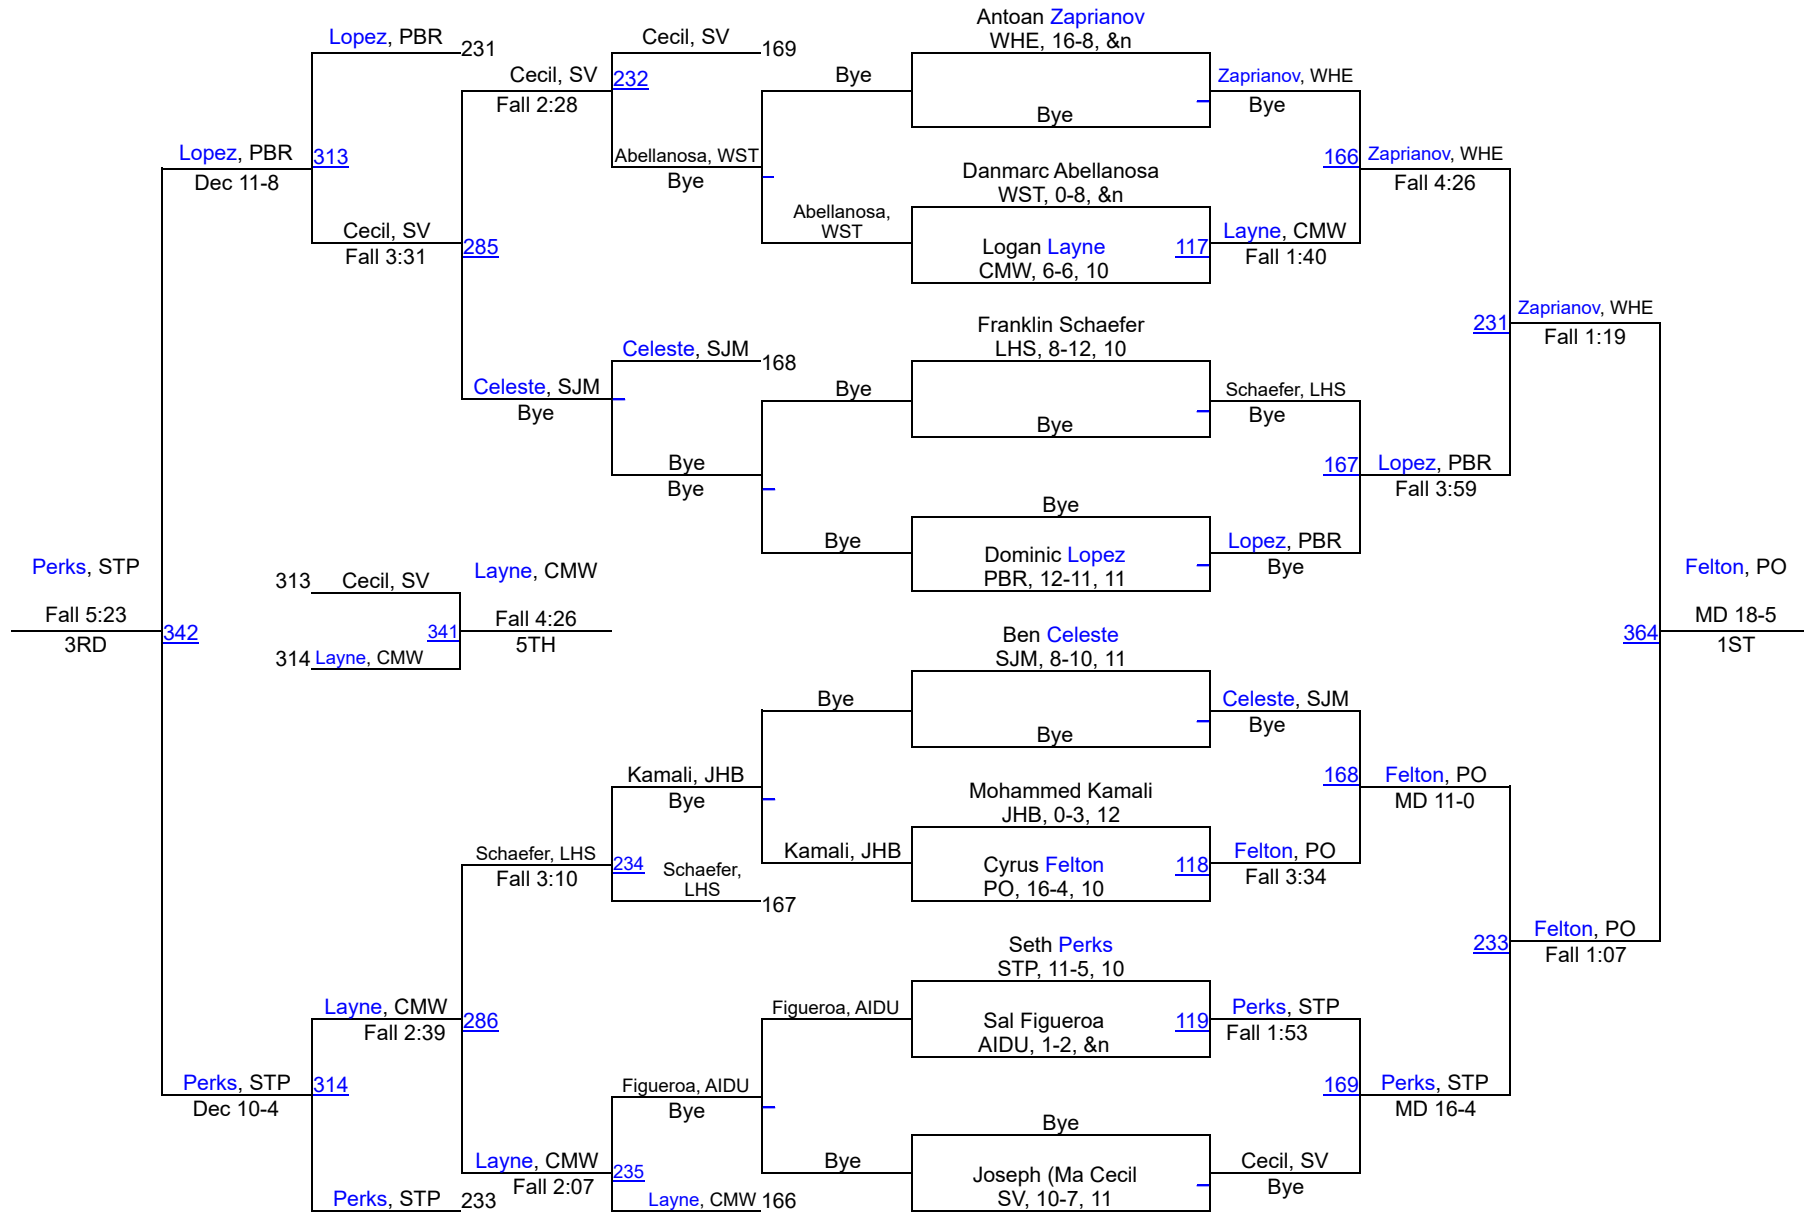 Antoan Zaprianov
WHE, 16-8, &n
Bye
Danmarc Abellanosa
WST, 0-8, &n
Logan Layne
CMW, 6-6, 10
117
Franklin Schaefer
LHS, 8-12, 10
Bye
Bye
Dominic Lopez
PBR, 12-11, 11
Ben Celeste
SJM, 8-10, 11
Bye
Mohammed Kamali
JHB, 0-3, 12
Cyrus Felton
PO, 16-4, 10
118
Seth Perks
STP, 11-5, 10
Sal Figueroa
AIDU, 1-2, &n
119
Bye
Joseph (Ma Cecil
SV, 10-7, 11
Zaprianov, WHE
Bye
Layne, CMW
Fall 1:40
Schaefer, LHS
Bye
Lopez, PBR
Bye
Celeste, SJM
Bye
Felton, PO
Fall 3:34
Perks, STP
Fall 1:53
Cecil, SV
Bye
166
Zaprianov, WHE
Fall 4:26
167
Lopez, PBR
Fall 3:59
168
Felton, PO
MD 11-0
169
Perks, STP
MD 16-4
231
Zaprianov, WHE
Fall 1:19
233
Felton, PO
Fall 1:07
364
Felton, PO
MD 18-5
1ST
Bye
Abellanosa,
WST
Bye
Bye
Bye
Kamali, JHB
Figueroa, AIDU
Bye
Cecil, SV
169
Abellanosa, WST
Bye
Celeste, SJM
168
Bye
Bye
Kamali, JHB
Bye
Schaefer,
LHS
167
Figueroa, AIDU
Bye
Layne, CMW
166
Cecil, SV
232
Fall 2:28
Celeste, SJM
Bye
Schaefer, LHS
234
Fall 3:10
Layne, CMW
235
Fall 2:07
Lopez, PBR
231
Cecil, SV
285
Fall 3:31
Layne, CMW
286
Fall 2:39
Perks, STP
233
Lopez, PBR
313
Dec 11-8
Perks, STP
314
Dec 10-4
Perks, STP
Fall 5:23
342
3RD
313
Cecil, SV
314
Layne, CMW
341
Layne, CMW
Fall 4:26
5TH